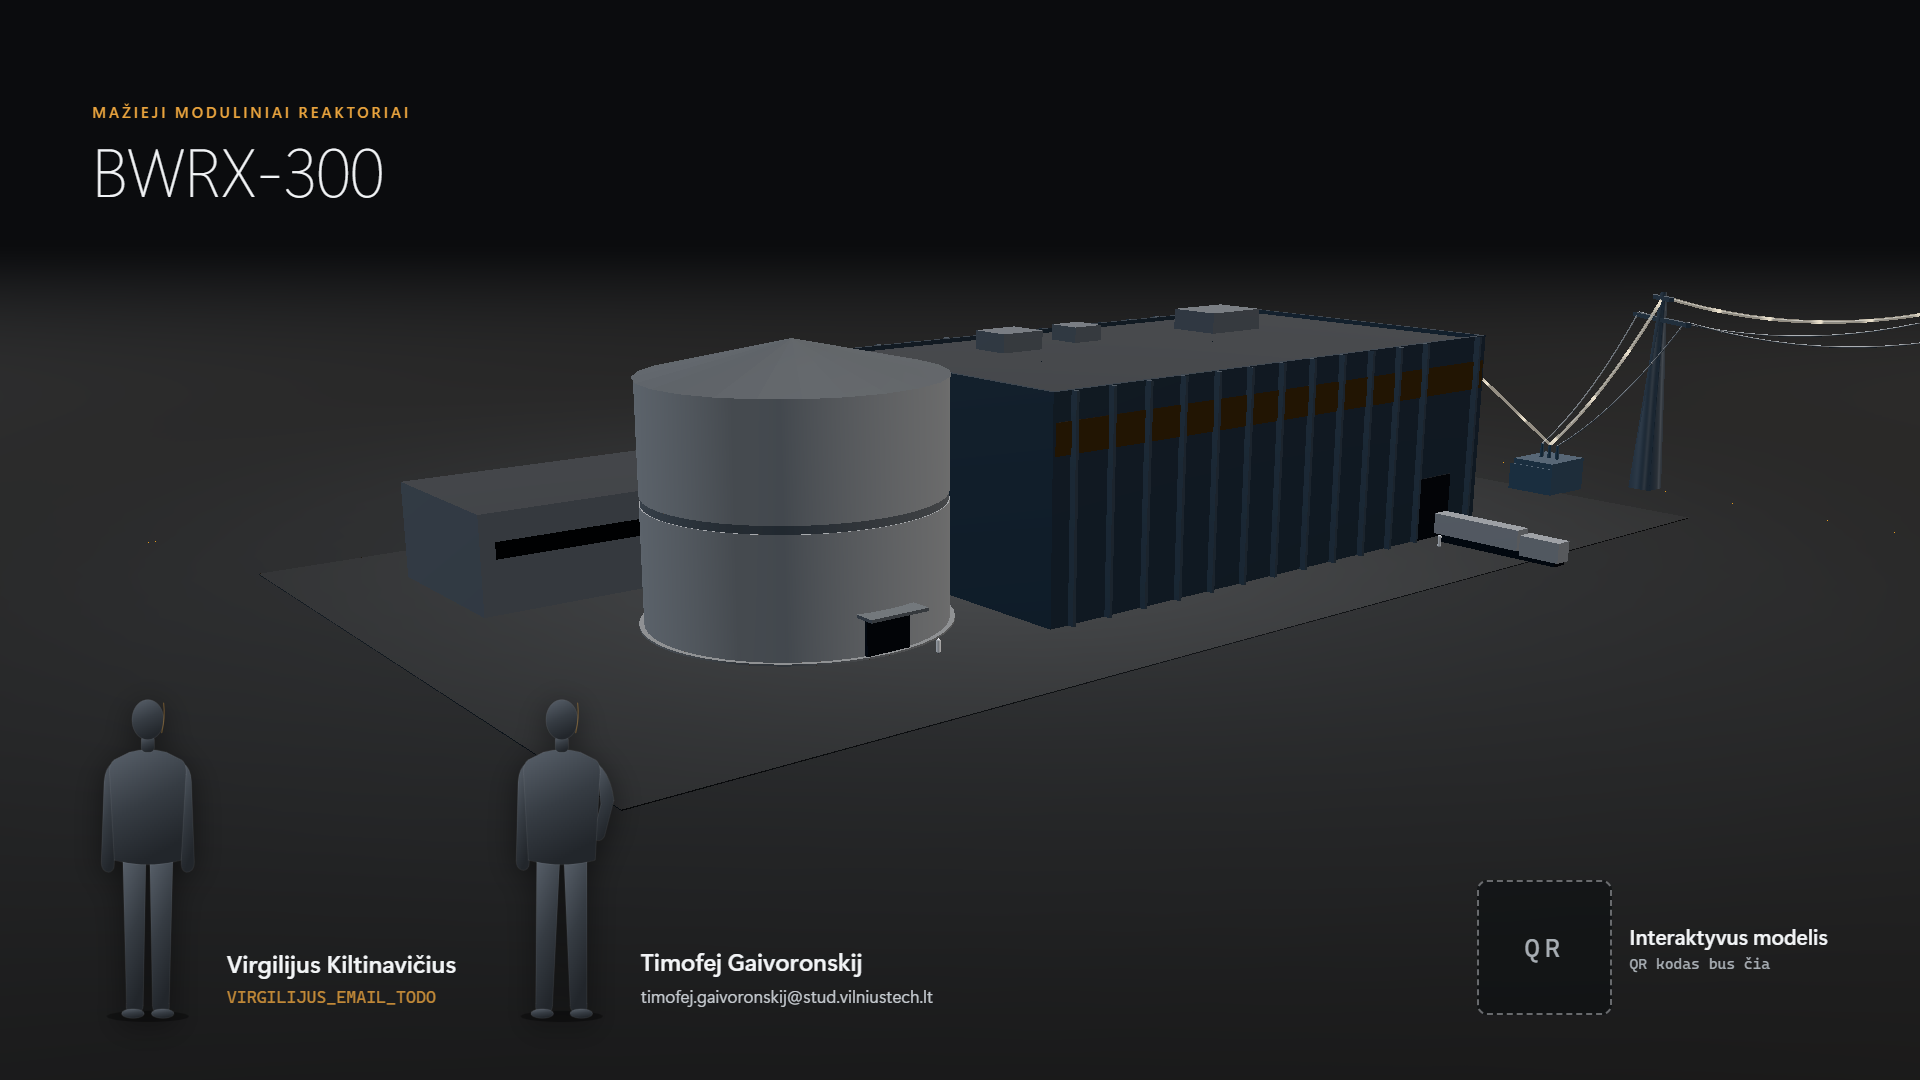 MAŽIEJI MODULINIAI REAKTORIAI
BWRX-300
Virgilijus Kiltinavičius
VIRGILIJUS_EMAIL_TODO
Timofej Gaivoronskij
timofej.gaivoronskij@stud.vilniustech.lt
QR
Interaktyvus modelis
QR kodas bus čia